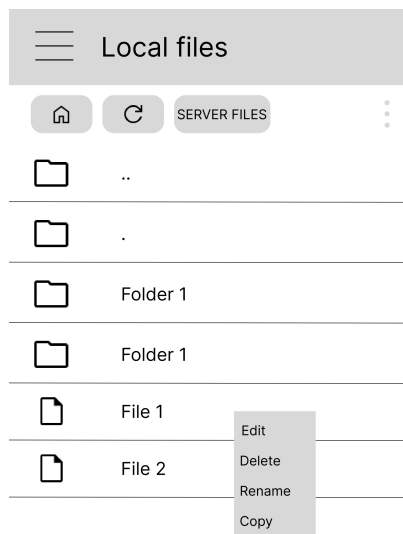 Local files
SERVER FILES
..
.
Folder 1
Folder 1
File 1
File 2
Edit
Delete
Rename
Copy